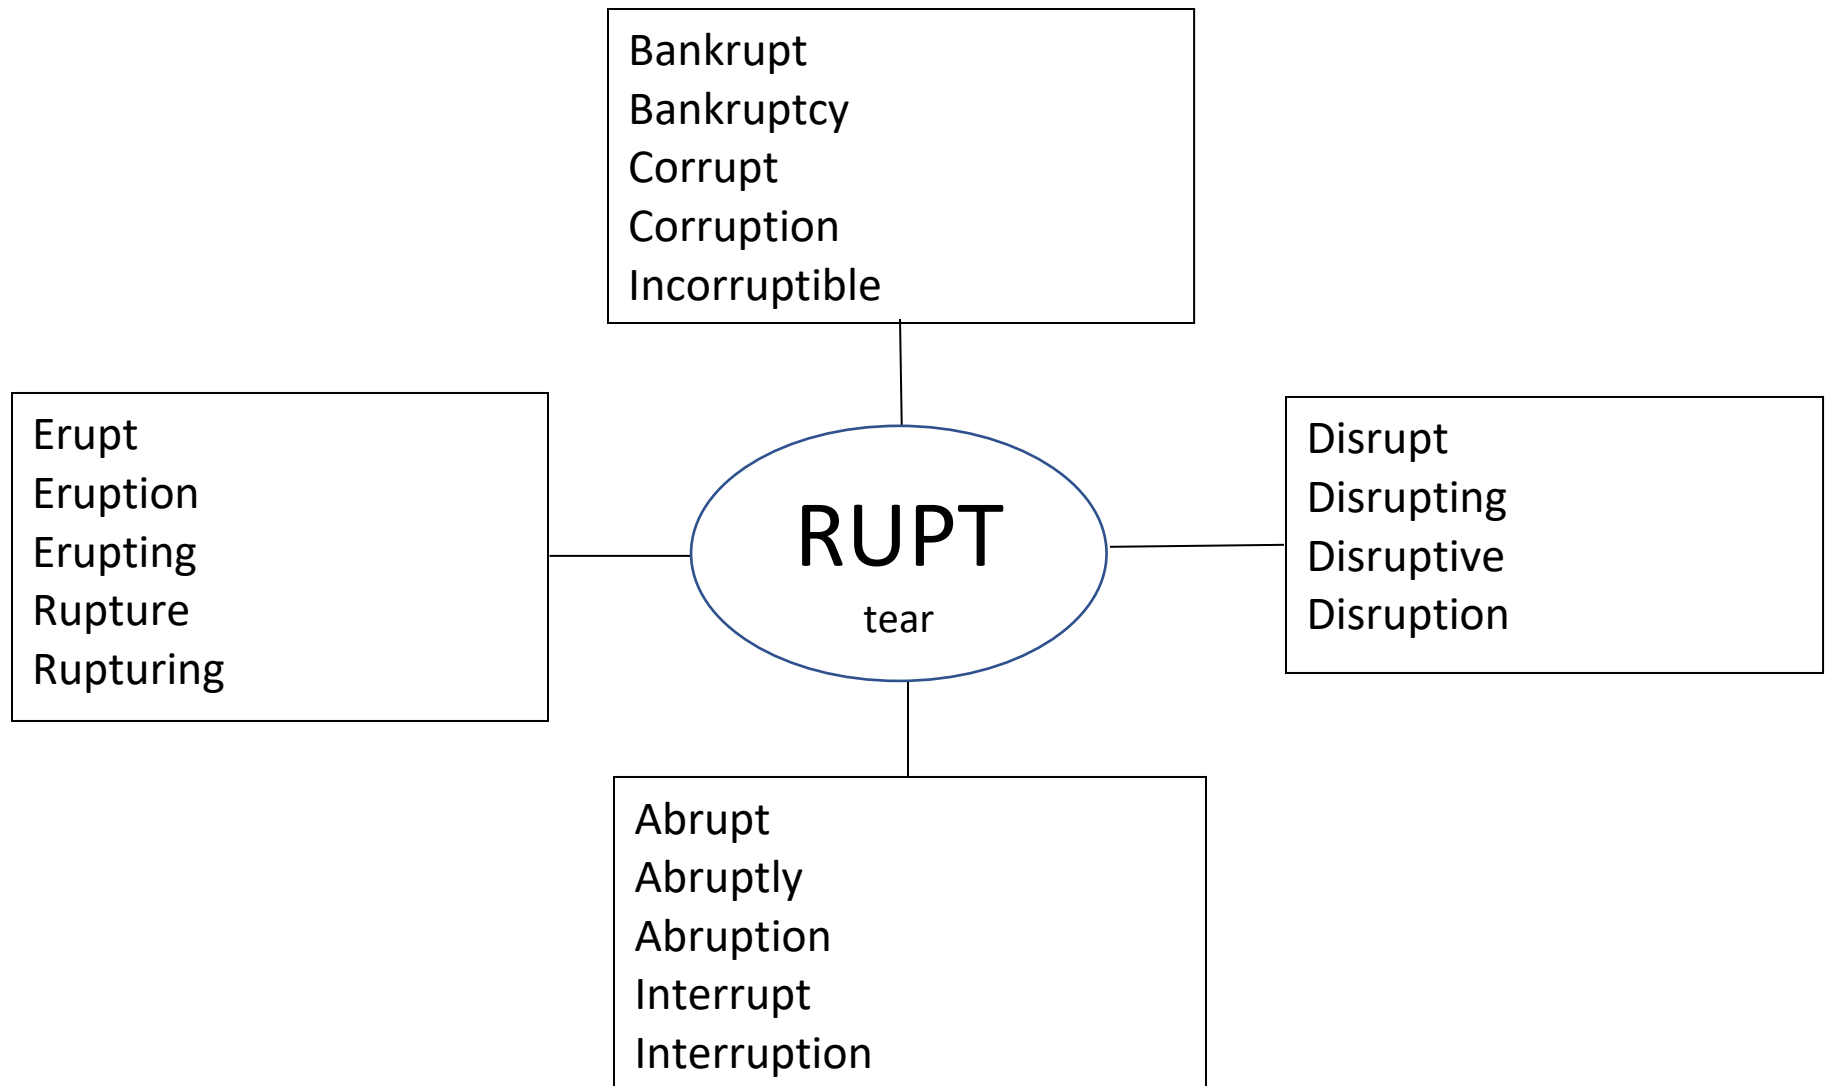 Bankrupt
Bankruptcy
Corrupt
Corruption
Incorruptible
Erupt
Eruption
Erupting
Rupture
Rupturing
RUPT
tear
Disrupt
Disrupting
Disruptive
Disruption
Abrupt
Abruptly
Abruption
Interrupt
Interruption